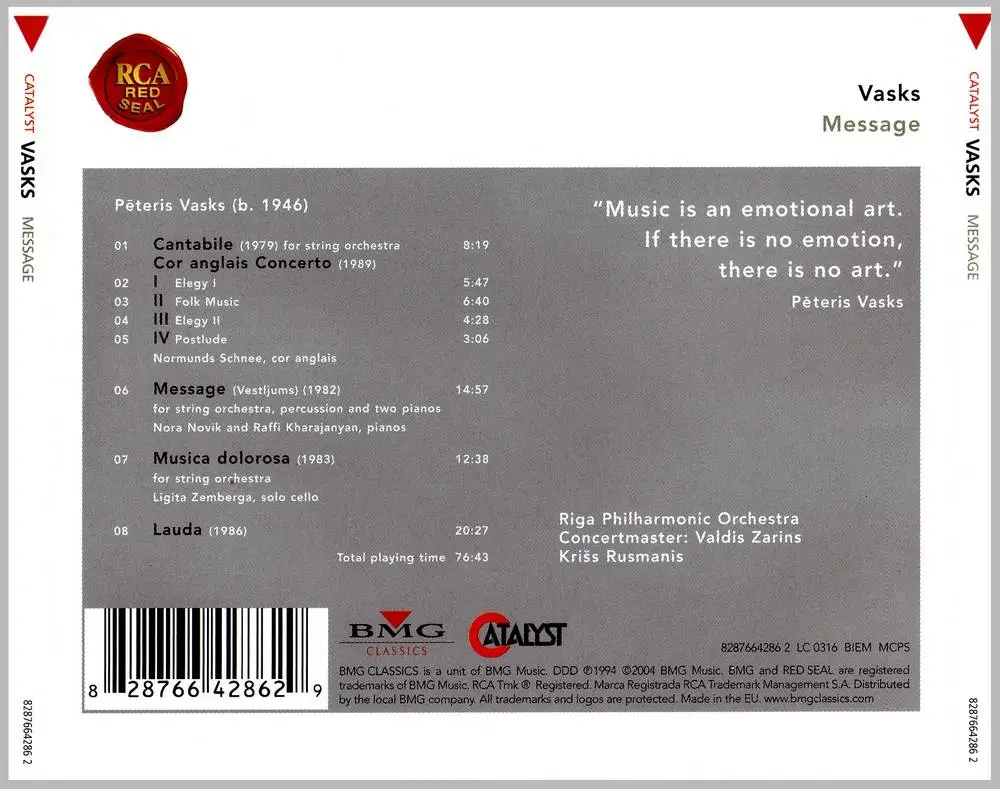 CATALYST VASKS MESSAGE
8287664286 2
RCA
RED
SEAL
Vasks
Message
Pēteris Vasks (b. 1946)
01 Cantabile (1979) for string orchestra 8:19
Cor anglais Concerto (1989)
02 I Elegy I 5:47
03 II Folk Music 6:40
04 III Elegy II 4:28
05 IV Postlude 3:06
Normunds Schnee, cor anglais
06 Message (Vestljums) (1982) 14:57
for string orchestra, percussion and two pianos
Nora Novik and Raffi Kharajanyan, pianos
07 Musica dolorosa (1983) 12:38
for string orchestra
Ligita Zemberga, solo cello
08 Lauda (1986) 20:27
Total playing time 76:43
“Music is an emotional art.
If there is no emotion,
there is no art.”
Pèteris Vasks
Riga Philharmonic Orchestra
Concertmaster: Valdis Zarins
Krišs Rusmanis
8 28766 42862 9
BMG
CLASSICS
CATALYST
8287664286 2 LC 0316 BIEM MCPS
BMG CLASSICS is a unit of BMG Music. DDD ℗1994 ©2004 BMG Music. BMG and RED SEAL are registered
trademarks of BMG Music. RCA Tmk ® Registered. Marca Registrada RCA Trademark Management S.A. Distributed
by the local BMG company. All trademarks and logos are protected. Made in the EU. www.bmgclassics.com
CATALYST VASKS MESSAGE
8287664286 2